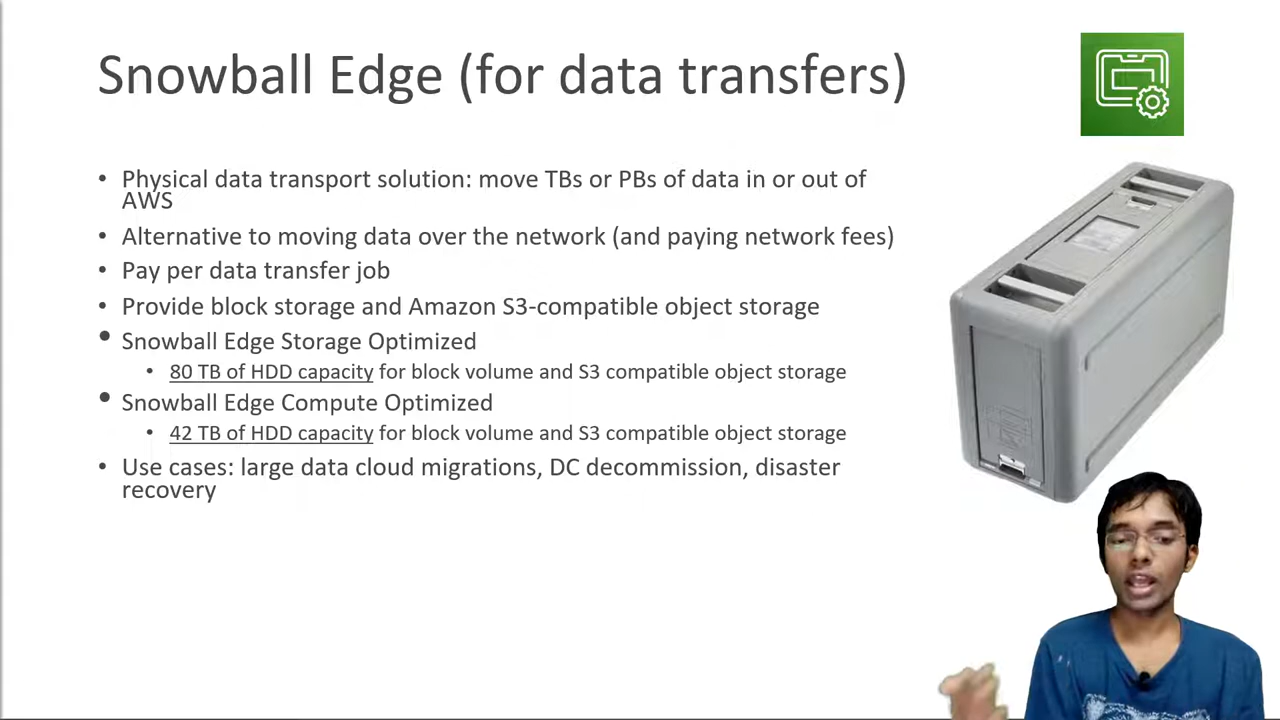 Snowball Edge (for data transfers)
• Physical data transport solution: move TBs or PBs of data in or out of
AWS
• Alternative to moving data over the network (and paying network fees)
• Pay per data transfer job
• Provide block storage and Amazon S3-compatible object storage
• Snowball Edge Storage Optimized
• 80 TB of HDD capacity for block volume and S3 compatible object storage
• Snowball Edge Compute Optimized
• 42 TB of HDD capacity for block volume and S3 compatible object storage
• Use cases: large data cloud migrations, DC decommission, disaster
recovery